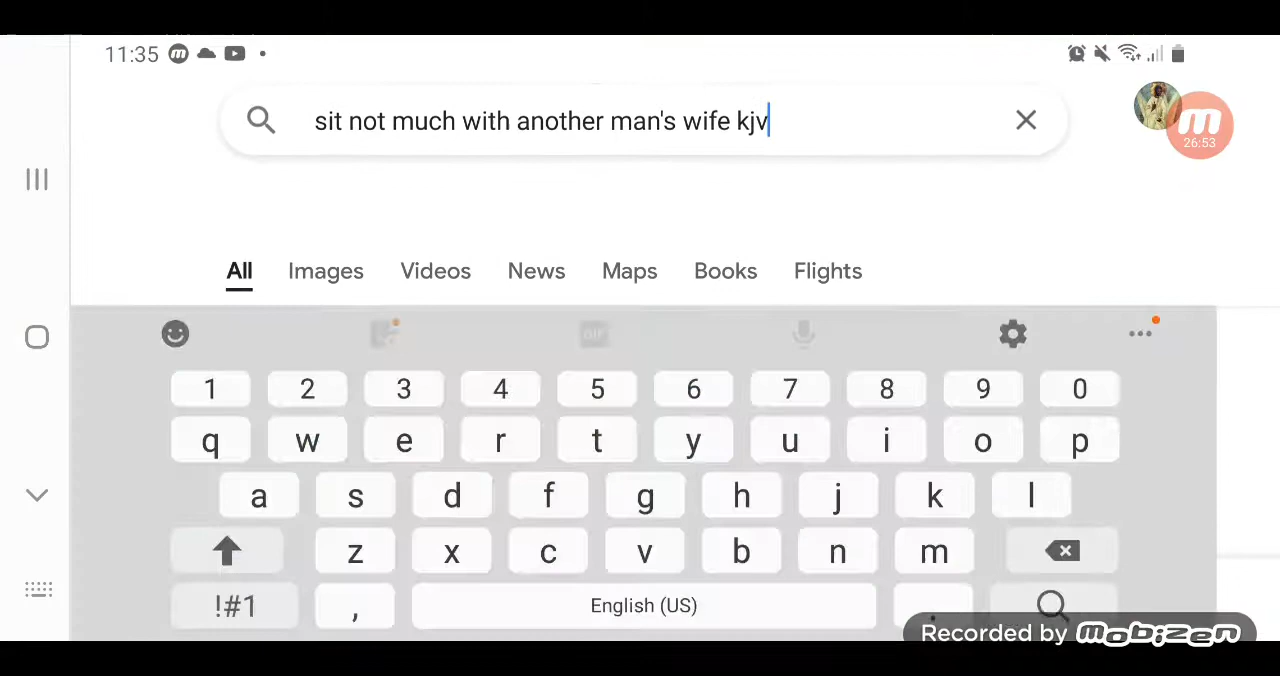 11:35
sit not much with another man's wife kjv
26:53
All Images Videos News Maps Books Flights
GIF
1 2 3 4 5 6 7 8 9 0
q w e r t y u i o p
a s d f g h j k l
z x c v b n m
!#1 , English (US) .
Recorded by mobizen